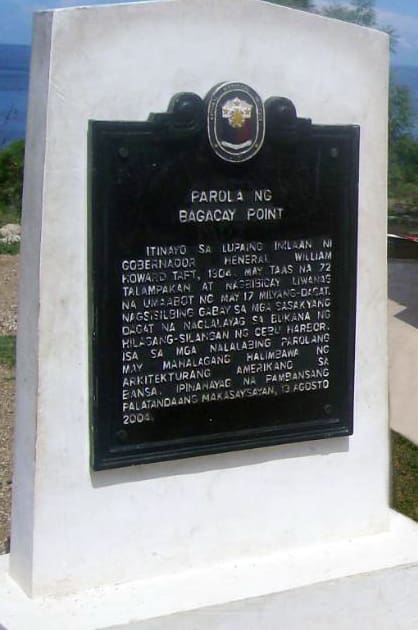 PAROLA NG
BAGACAY POINT
ITINAYO SA LUPAING INILAAN NI
GOBERNADOR HENERAL WILLIAM
HOWARD TAFT, 1904. MAY TAAS NA 72
TALAMPAKAN AT NAGBIBIGAY LIWANAG
NA UMAABOT NG MAY 17 MILYANG-DAGAT.
NAGSISILBING GABAY SA MGA SASAKYANG
DAGAT NA NAGLALAYAG SA BUKANA NG
HILAGANG-SILANGAN NG CEBU HARBOR.
ISA SA MGA NALALABING PAROLANG
MAY MAHALAGANG HALIMBAWA NG
ARKITEKTURANG AMERIKANO SA
BANSA. IPINAHAYAG NA PAMBANSANG
PALATANDAANG MAKASAYSAYAN, 13 AGOSTO
2004.